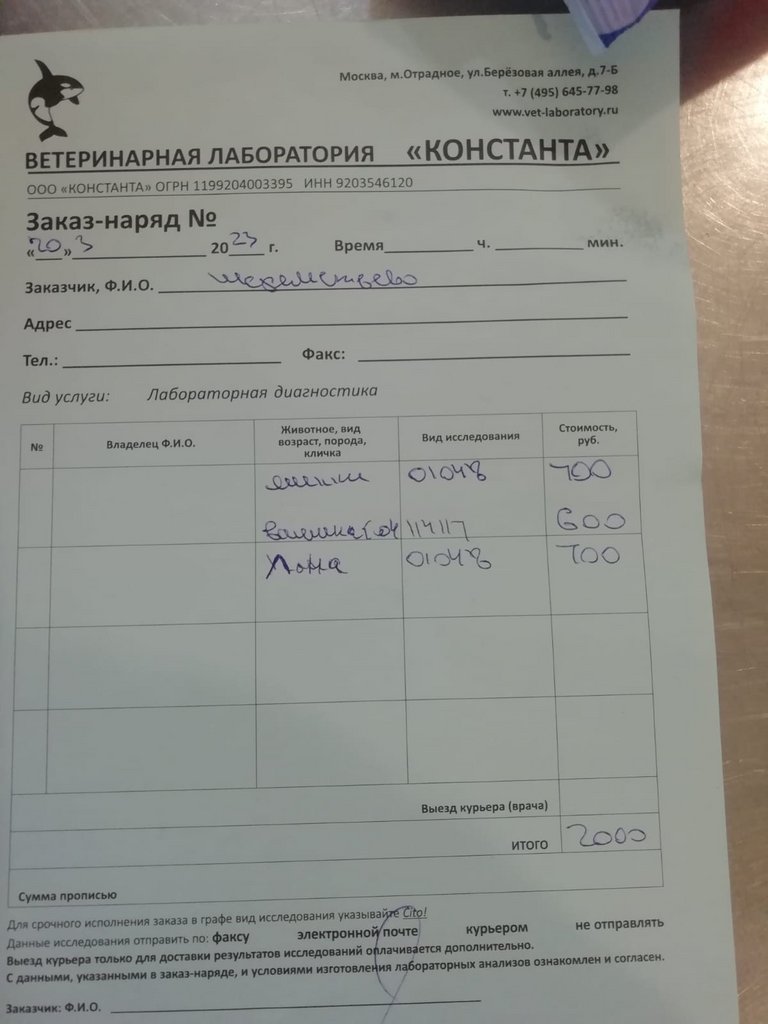 Москва, м.Отрадное, ул.Берёзовая аллея, д.7-Б
т. +7 (495) 645-77-98
www.vet-laboratory.ru
ВЕТЕРИНАРНАЯ ЛАБОРАТОРИЯ «КОНСТАНТА»
ООО «КОНСТАНТА» ОГРН 1199204003395 ИНН 9203546120
Заказ-наряд №
«20» 3 2023 г. Время ч. мин.
Заказчик, Ф.И.О.
Адрес
Тел.: Факс:
Вид услуги: Лабораторная диагностика
№ Владелец Ф.И.О. Животное, вид возраст, порода, кличка Вид исследования Стоимость, руб.
700
600
700
Выезд курьера (врача)
ИТОГО 2000
Сумма прописью
Для срочного исполнения заказа в графе вид исследования указывайте Cito!
Данные исследования отправить по: факсу электронной почте курьером не отправлять
Выезд курьера только для доставки результатов исследований оплачивается дополнительно.
С данными, указанными в заказ-наряде, и условиями изготовления лабораторных анализов ознакомлен и согласен.
Заказчик: Ф.И.О.